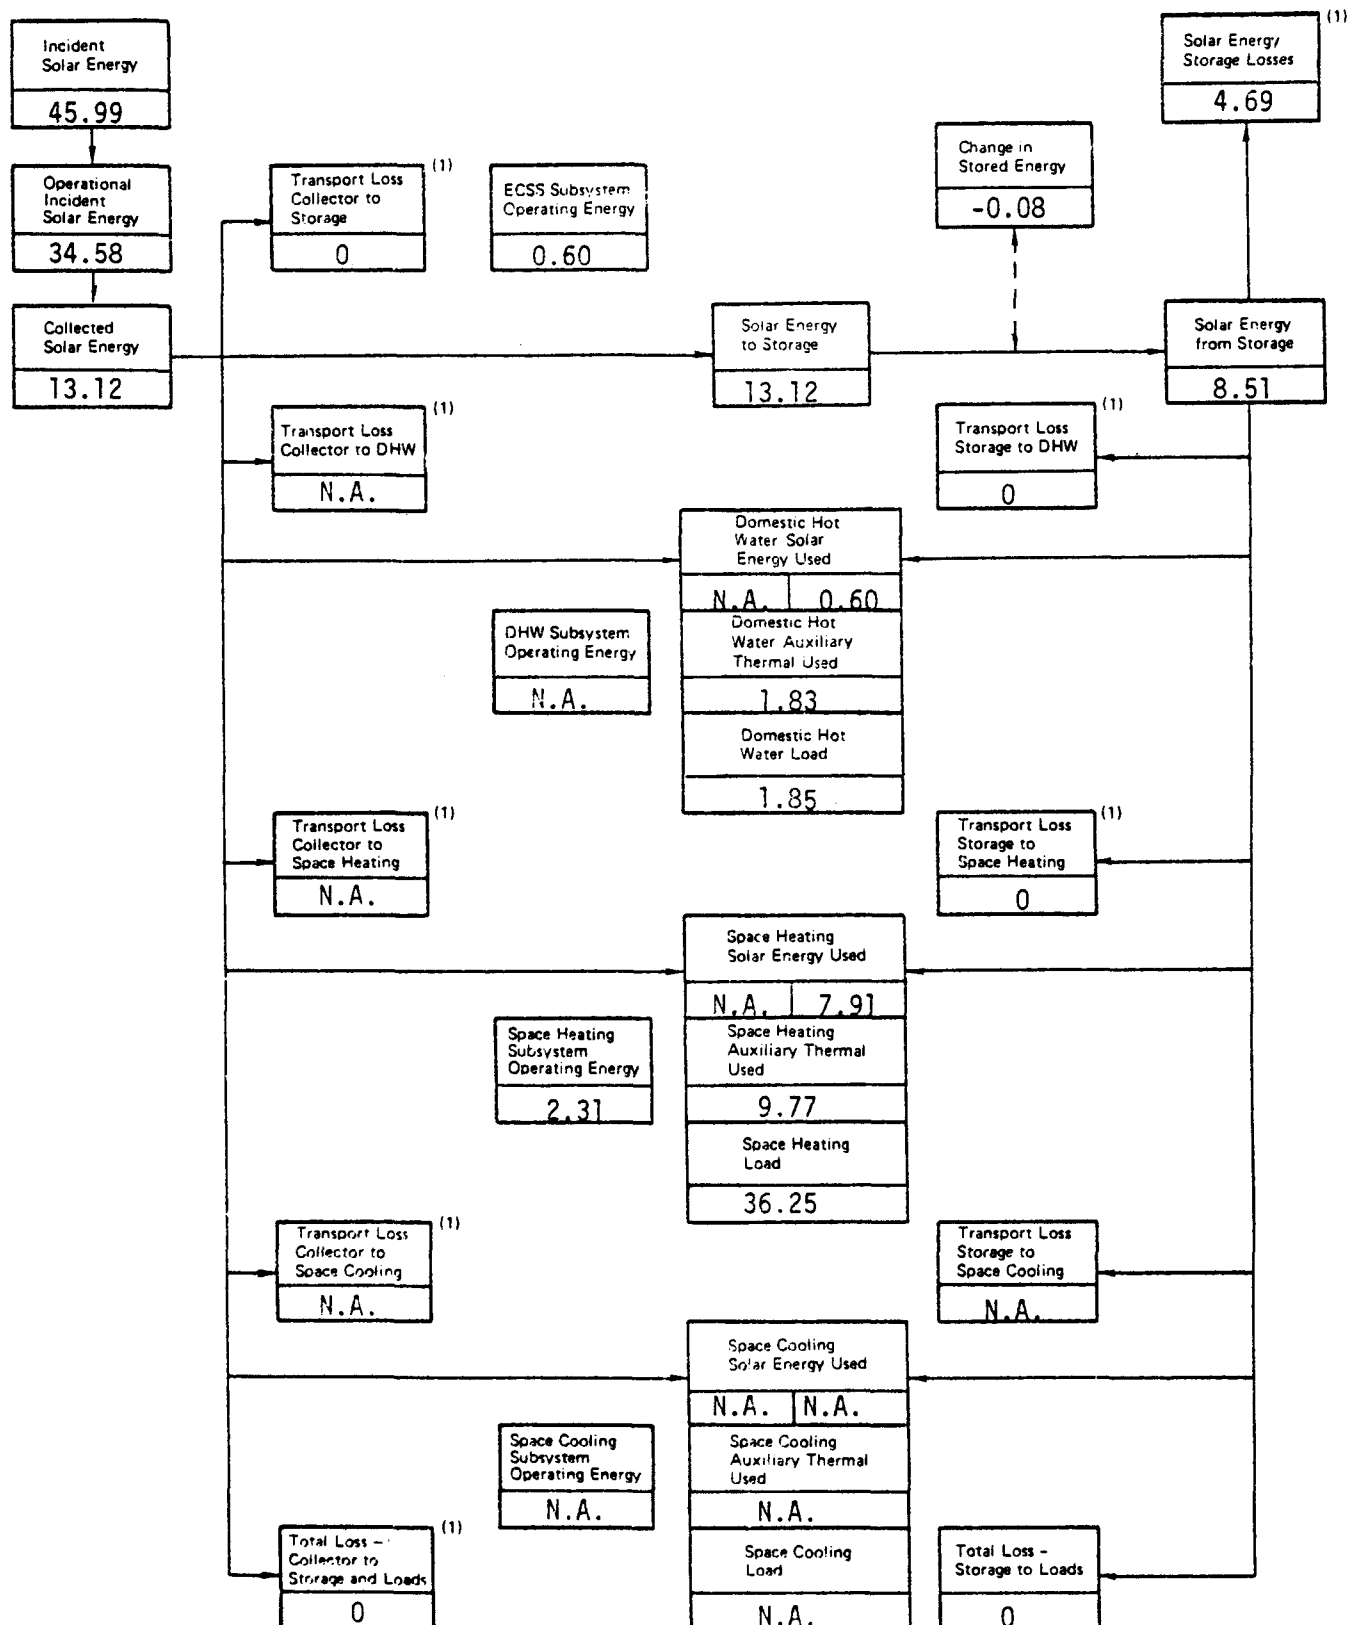 Incident
Solar Energy
45.99
(1)
Solar Energy
Storage Losses
4.69
Operational
Incident
Solar Energy
34.58
(1)
Transport Loss
Collector to
Storage
0
ECSS Subsystem
Operating Energy
0.60
Change in
Stored Energy
-0.08
Collected
Solar Energy
13.12
Solar Energy
to Storage
13.12
Solar Energy
from Storage
8.51
(1)
Transport Loss
Collector to DHW
N.A.
(1)
Transport Loss
Storage to DHW
0
Domestic Hot
Water Solar
Energy Used
N.A. 0.60
DHW Subsystem
Operating Energy
N.A.
Domestic Hot
Water Auxiliary
Thermal Used
1.83
Domestic Hot
Water Load
1.85
(1)
Transport Loss
Collector to
Space Heating
N.A.
(1)
Transport Loss
Storage to
Space Heating
0
Space Heating
Solar Energy Used
N.A. 7.91
Space Heating
Subsystem
Operating Energy
2.31
Space Heating
Auxiliary Thermal
Used
9.77
Space Heating
Load
36.25
(1)
Transport Loss
Collector to
Space Cooling
N.A.
Transport Loss
Storage to
Space Cooling
N.A.
Space Cooling
Solar Energy Used
N.A. N.A.
Space Cooling
Subsystem
Operating Energy
N.A.
Space Cooling
Auxiliary Thermal
Used
N.A.
(1)
Total Loss -
Collector to
Storage and Loads
0
Space Cooling
Load
N.A.
Total Loss -
Storage to Loads
0